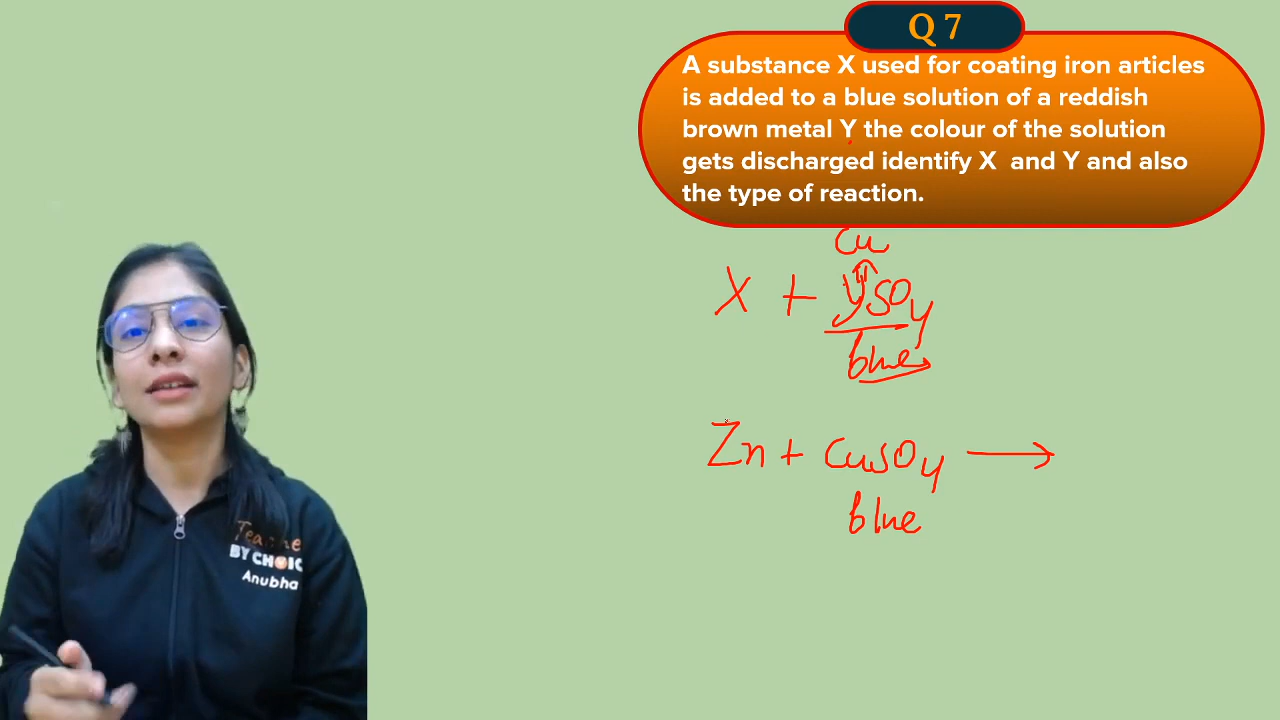 Q 7
A substance X used for coating iron articles
is added to a blue solution of a reddish
brown metal Y the colour of the solution
gets discharged identify X and Y and also
the type of reaction.
Cu
X + YSO4
blue
Zn + CuSO4 →
blue
Teache
BY CHOIC
Anubha